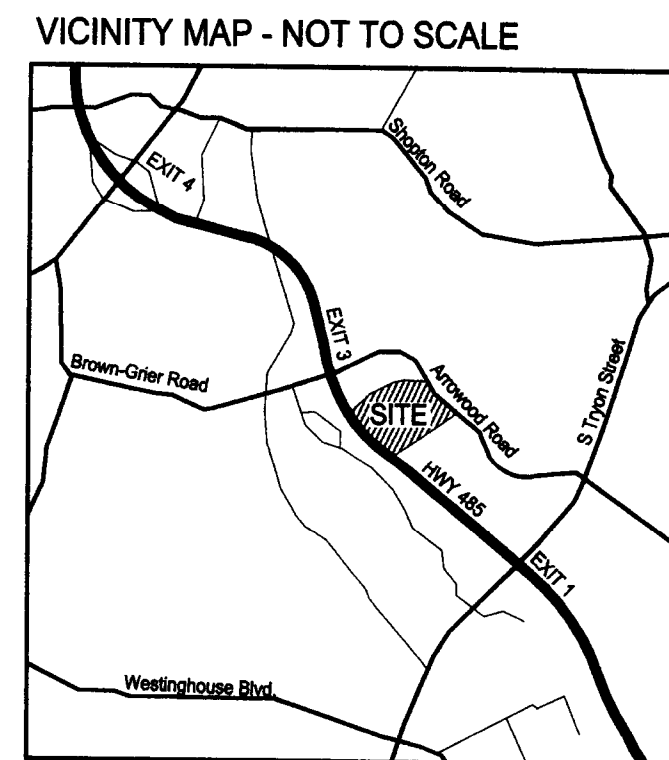 VICINITY MAP - NOT TO SCALE
Shopton Road
EXIT 4
EXIT 3
Brown-Grier Road
Arrowood Road
S Tryon Street
SITE
HWY 485
EXIT 1
Westinghouse Blvd.